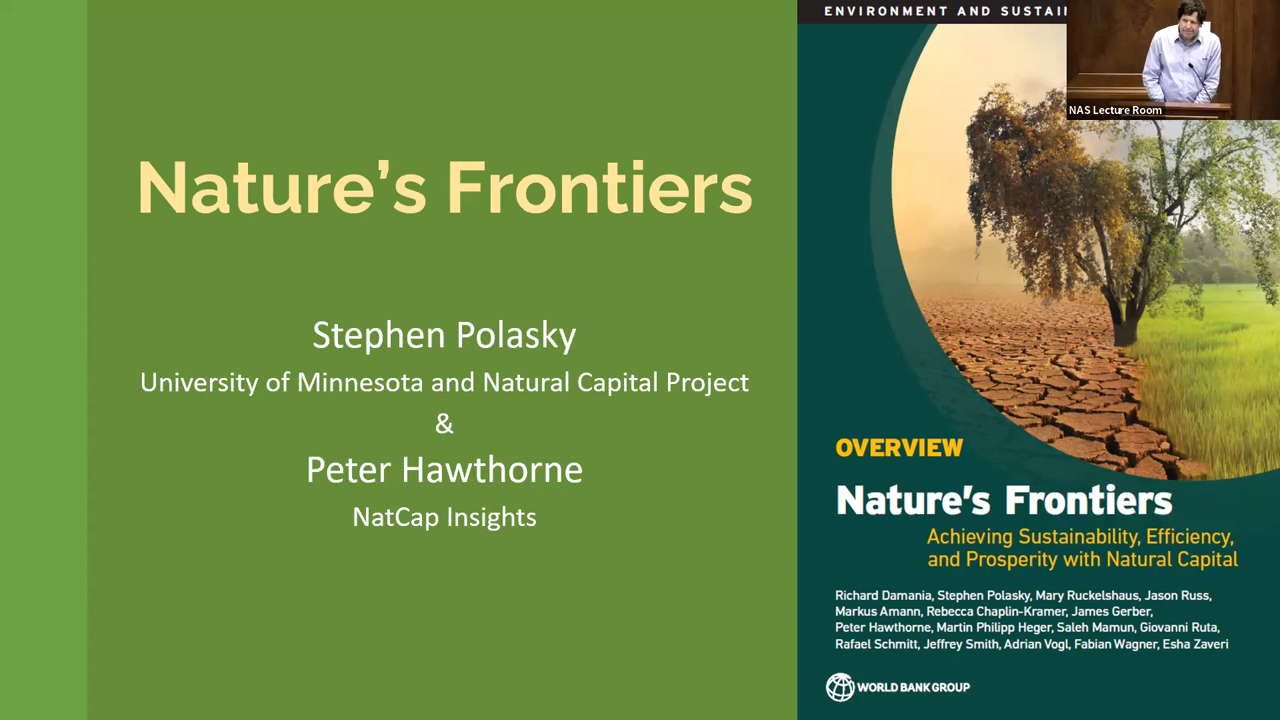 Nature's Frontiers
Stephen Polasky
University of Minnesota and Natural Capital Project
&
Peter Hawthorne
NatCap Insights
ENVIRONMENT AND
NAS Lecture Room
OVERVIEW
Nature's Frontiers
Achieving Sustainability, Efficiency,
and Prosperity with Natural Capital
Richard Damania, Stephen Polasky, Mary Ruckelshaus, Jason Russ,
Markus Amann, Rebecca Chaplin-Kramer, James Gerber,
Peter Hawthorne, Martin Philipp Heger, Saleh Mamun, Giovanni Ruta,
Rafael Schmitt, Jeffrey Smith, Adrian Vogl, Fabian Wagner, Esha Zaveri
WORLD BANK GROUP